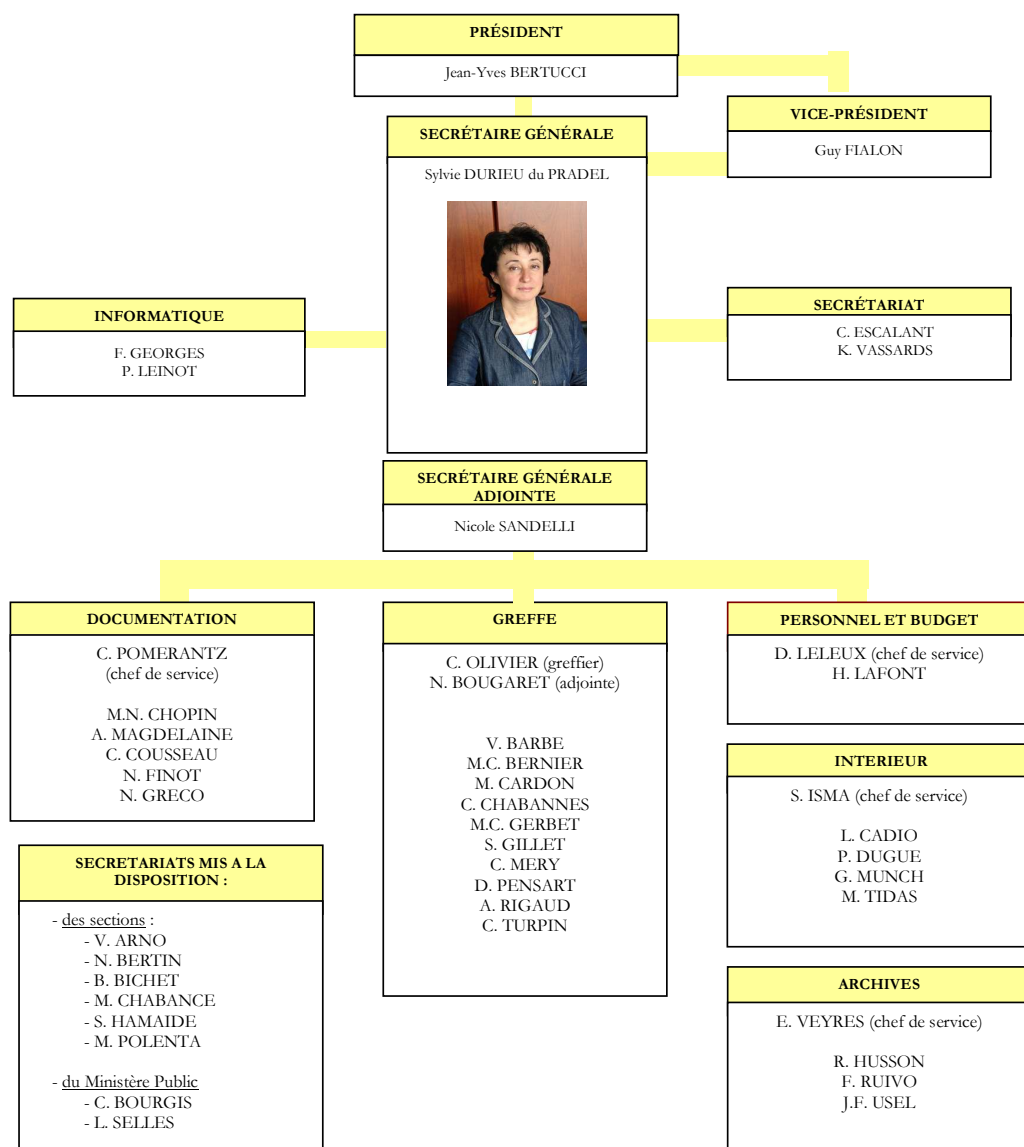 PRÉSIDENT
Jean-Yves BERTUCCI
VICE-PRÉSIDENT
Guy FIALON
SECRÉTAIRE GÉNÉRALE
Sylvie DURIEU du PRADEL
INFORMATIQUE
F. GEORGES
P. LEINOT
SECRÉTARIAT
C. ESCALANT
K. VASSARDS
SECRÉTAIRE GÉNÉRALE
ADJOINTE
Nicole SANDELLI
DOCUMENTATION
C. POMERANTZ
(chef de service)
M.N. CHOPIN
A. MAGDELAINE
C. COUSSEAU
N. FINOT
N. GRECO
SECRETARIATS MIS A LA
DISPOSITION :
- des sections :
- V. ARNO
- N. BERTIN
- B. BICHET
- M. CHABANCE
- S. HAMAIDE
- M. POLENTA
- du Ministère Public
- C. BOURGIS
- L. SELLES
GREFFE
C. OLIVIER (greffier)
N. BOUGARET (adjointe)
V. BARBE
M.C. BERNIER
M. CARDON
C. CHABANNES
M.C. GERBET
S. GILLET
C. MERY
D. PENSART
A. RIGAUD
C. TURPIN
PERSONNEL ET BUDGET
D. LELEUX (chef de service)
H. LAFONT
INTERIEUR
S. ISMA (chef de service)
L. CADIO
P. DUGUE
G. MUNCH
M. TIDAS
ARCHIVES
E. VEYRES (chef de service)
R. HUSSON
F. RUIVO
J.F. USEL